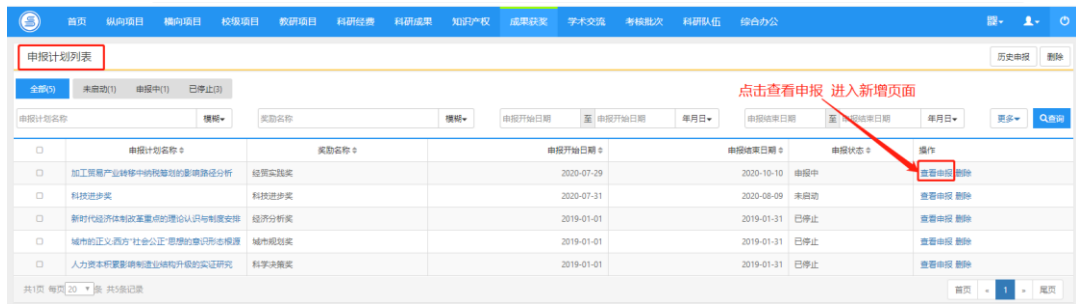 首页 纵向项目 横向项目 校级项目 教研项目 科研经费 科研成果 知识产权 成果获奖 学术交流 考核批次 科研队伍 综合办公
申报计划列表 历史申报 删除
全部(5) 未启动(1) 申报中(1) 已停止(3)
点击查看申报 进入新增页面
申报计划名称 模糊 奖励名称 模糊 申报开始日期 至 申报开始日期 年月日 申报结束日期 至 申报结束日期 年月日 更多 查询
申报计划名称 奖励名称 申报开始日期 申报结束日期 申报状态 操作
加工贸易产业转移中纳税筹划的影响路径分析 经贸实践奖 2020-07-29 2020-10-10 申报中 查看申报 删除
科技进步奖 科技进步奖 2020-07-31 2020-08-09 未启动 查看申报 删除
新时代经济体制改革重点的理论认识与制度安排 经济分析奖 2019-01-01 2019-01-31 已停止 查看申报 删除
城市的正义:西方"社会公正"思想的意识形态根源 城市规划奖 2019-01-01 2019-01-31 已停止 查看申报 删除
人力资本积累影响制造业结构升级的实证研究 科学决策奖 2019-01-01 2019-01-31 已停止 查看申报 删除
共1页 每页 20 条 共5条记录 首页 « 1 » 尾页